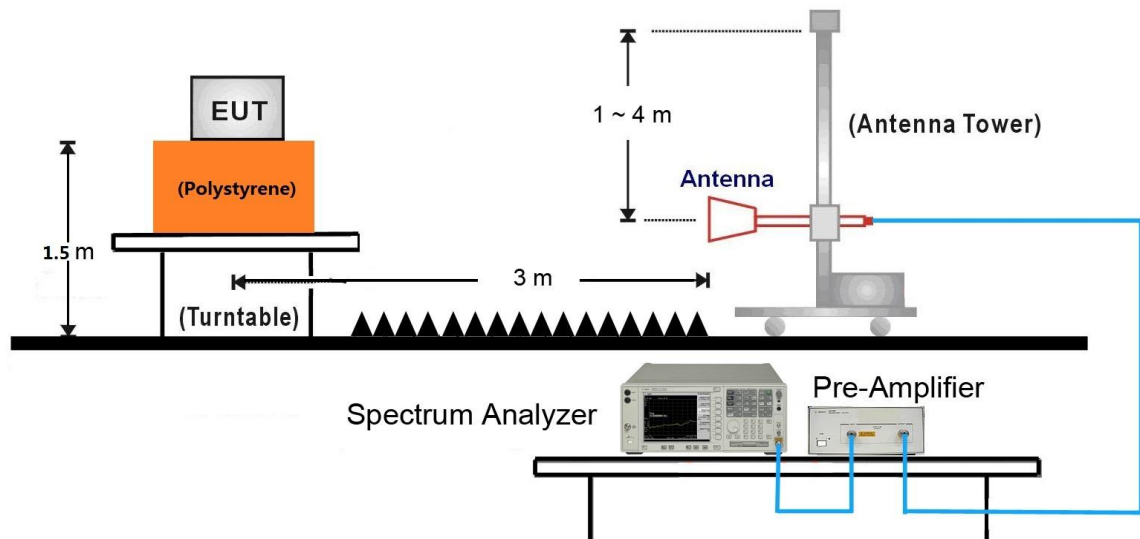 EUT
1 ~ 4 m
(Antenna Tower)
Antenna
(Polystyrene)
1.5 m
3 m
(Turntable)
Spectrum Analyzer
Pre-Amplifier